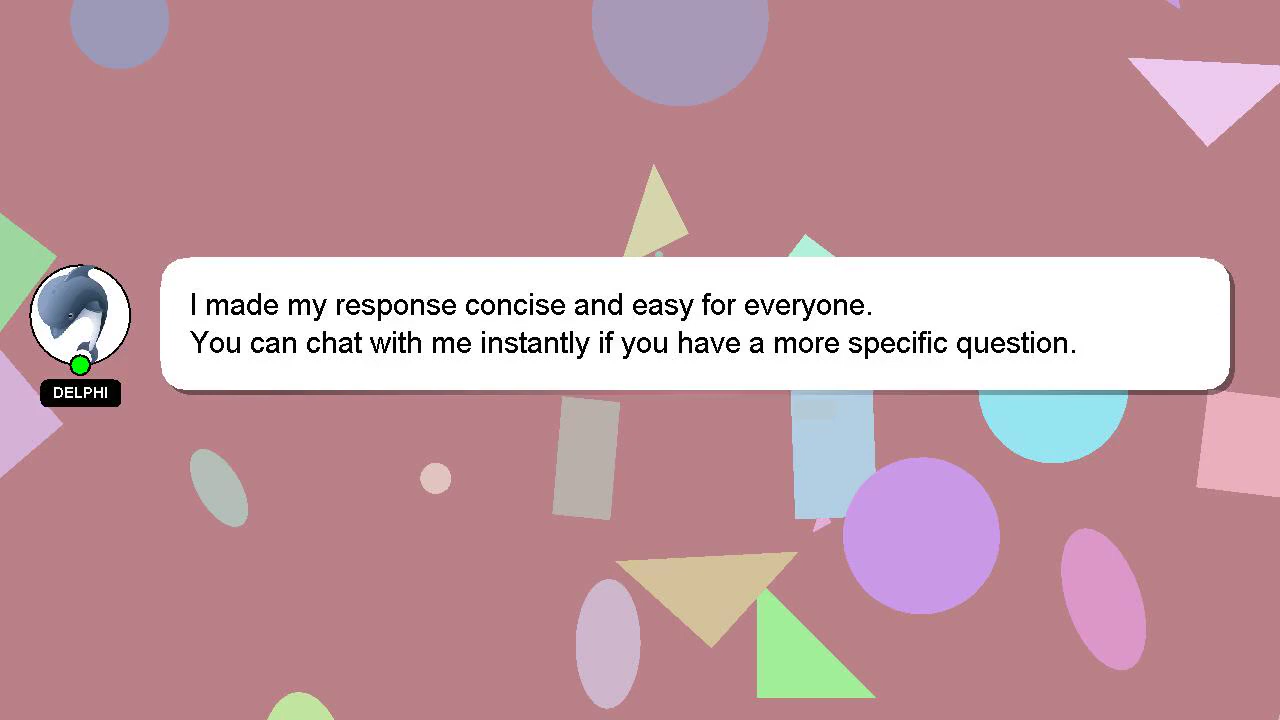 I made my response concise and easy for everyone.
You can chat with me instantly if you have a more specific question.
DELPHI